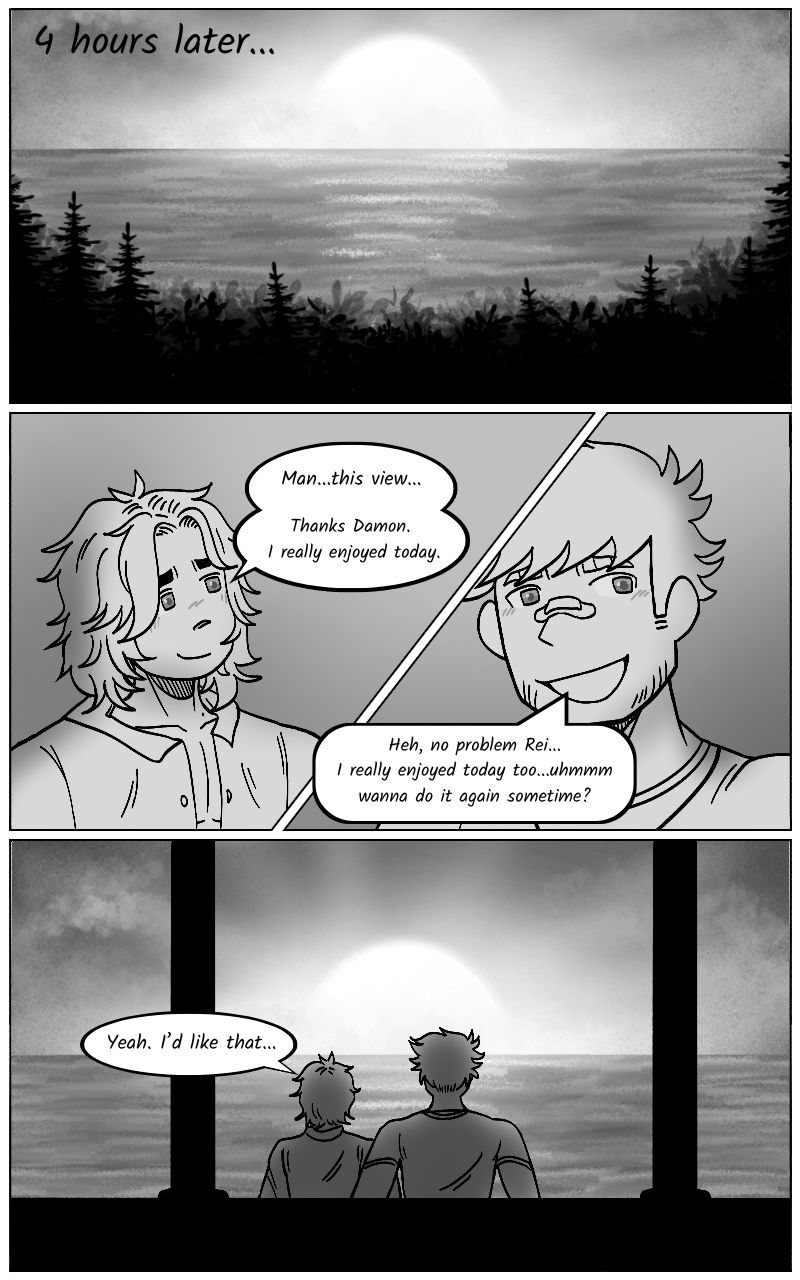 4 hours later...
Man...this view...
Thanks Damon.
I really enjoyed today.
Heh, no problem Rei...
I really enjoyed today too...uhmmm
wanna do it again sometime?
Yeah. I'd like that...